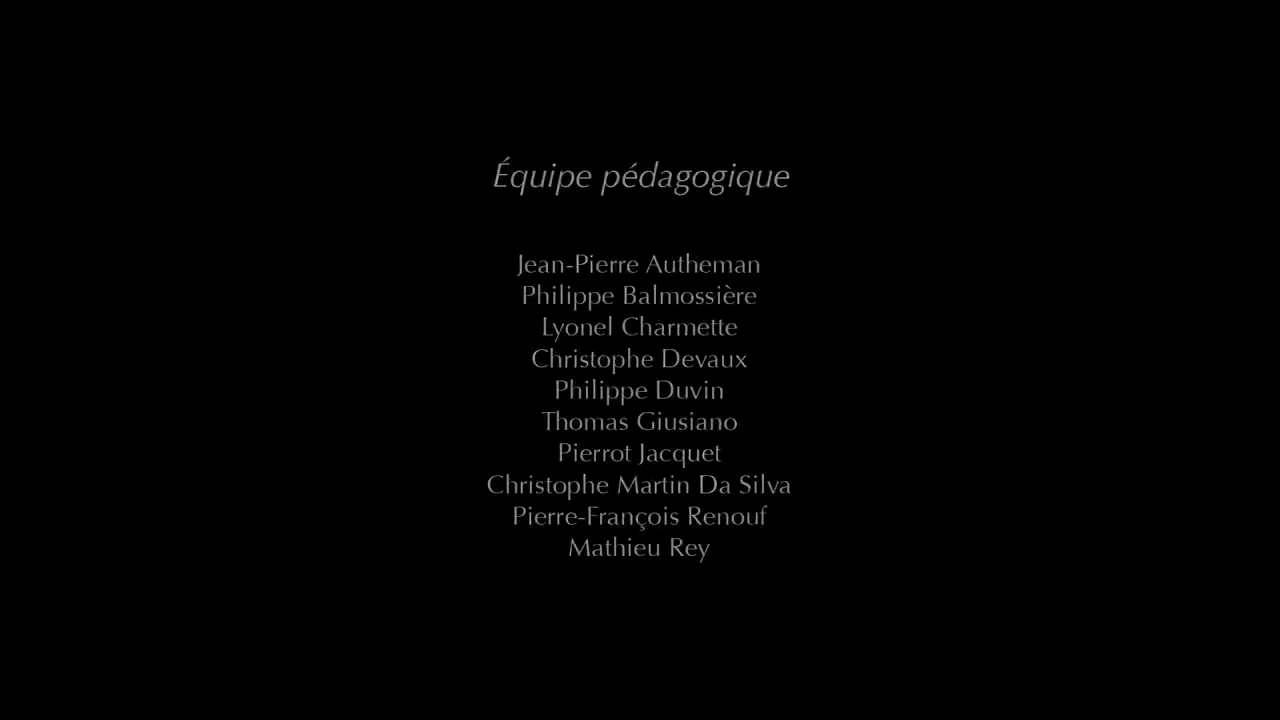 Équipe pédagogique
Jean-Pierre Autheman
Philippe Balmossière
Lyonel Charmette
Christophe Devaux
Philippe Duvin
Thomas Giusiano
Pierrot Jacquet
Christophe Martin Da Silva
Pierre-François Renouf
Mathieu Rey